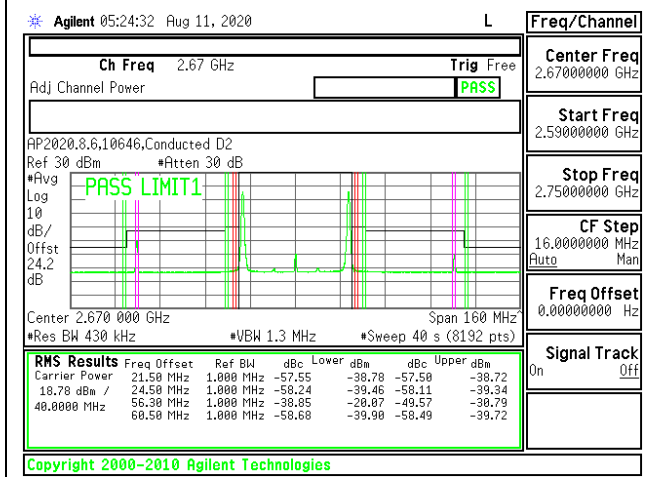 Agilent 05:24:32 Aug 11, 2020 L
Freq/Channel
Ch Freq 2.67 GHz Trig Free
Adj Channel Power PASS
Center Freq
2.67000000 GHz
Start Freq
2.59000000 GHz
Stop Freq
2.75000000 GHz
CF Step
16.0000000 MHz
Auto Man
Freq Offset
0.00000000 Hz
Signal Track
On Off
AP2020.8.6,10646,Conducted D2
Ref 30 dBm #Atten 30 dB
#Avg
Log
10
dB/
Offst
24.2
dB
PASS LIMIT1
Center 2.670 000 GHz Span 160 MHz^
#Res BW 430 kHz #VBW 1.3 MHz #Sweep 40 s (8192 pts)
RMS Results Freq Offset Ref BW dBc Lower dBm dBc Upper dBm
Carrier Power 21.50 MHz 1.000 MHz -57.55 -38.78 -57.50 -38.72
18.78 dBm / 24.50 MHz 1.000 MHz -58.24 -39.46 -58.11 -39.34
40.0000 MHz 56.30 MHz 1.000 MHz -38.85 -20.07 -49.57 -30.79
60.50 MHz 1.000 MHz -58.68 -39.90 -58.49 -39.72
Copyright 2000-2010 Agilent Technologies